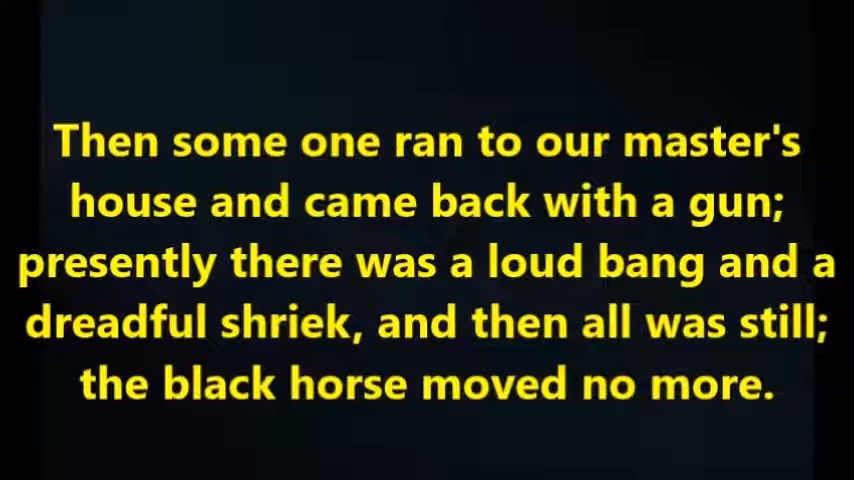 Then some one ran to our master's
house and came back with a gun;
presently there was a loud bang and a
dreadful shriek, and then all was still;
the black horse moved no more.